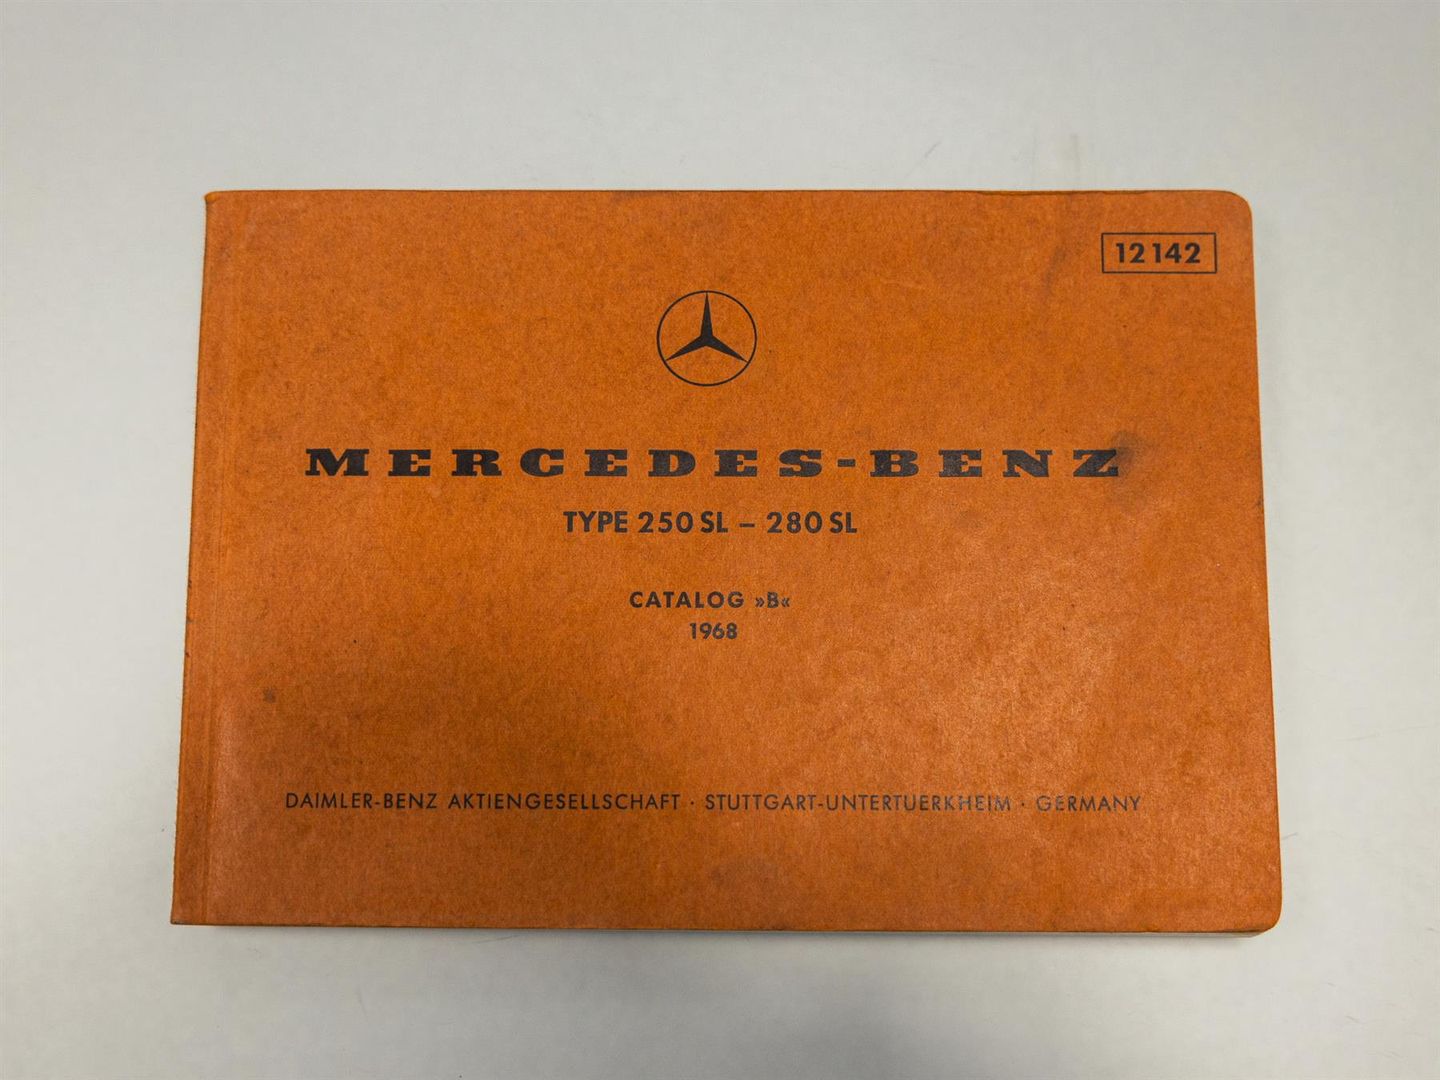 12142
MERCEDES-BENZ
TYPE 250 SL – 280 SL
CATALOG »B«
1968
DAIMLER-BENZ AKTIENGESELLSCHAFT · STUTTGART-UNTERTUERKHEIM · GERMANY